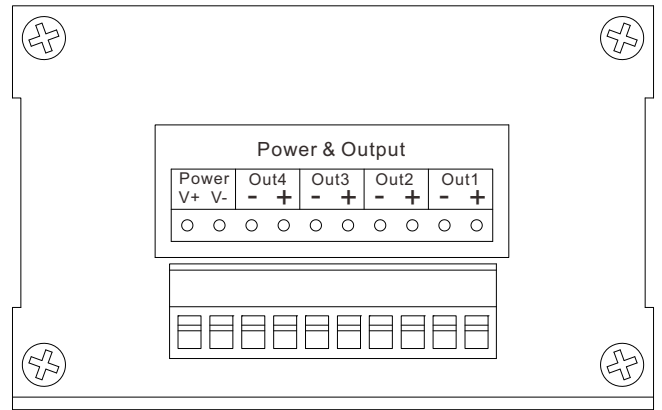 Power & Output
Power Out4 Out3 Out2 Out1
V+ V- - + - + - + - +